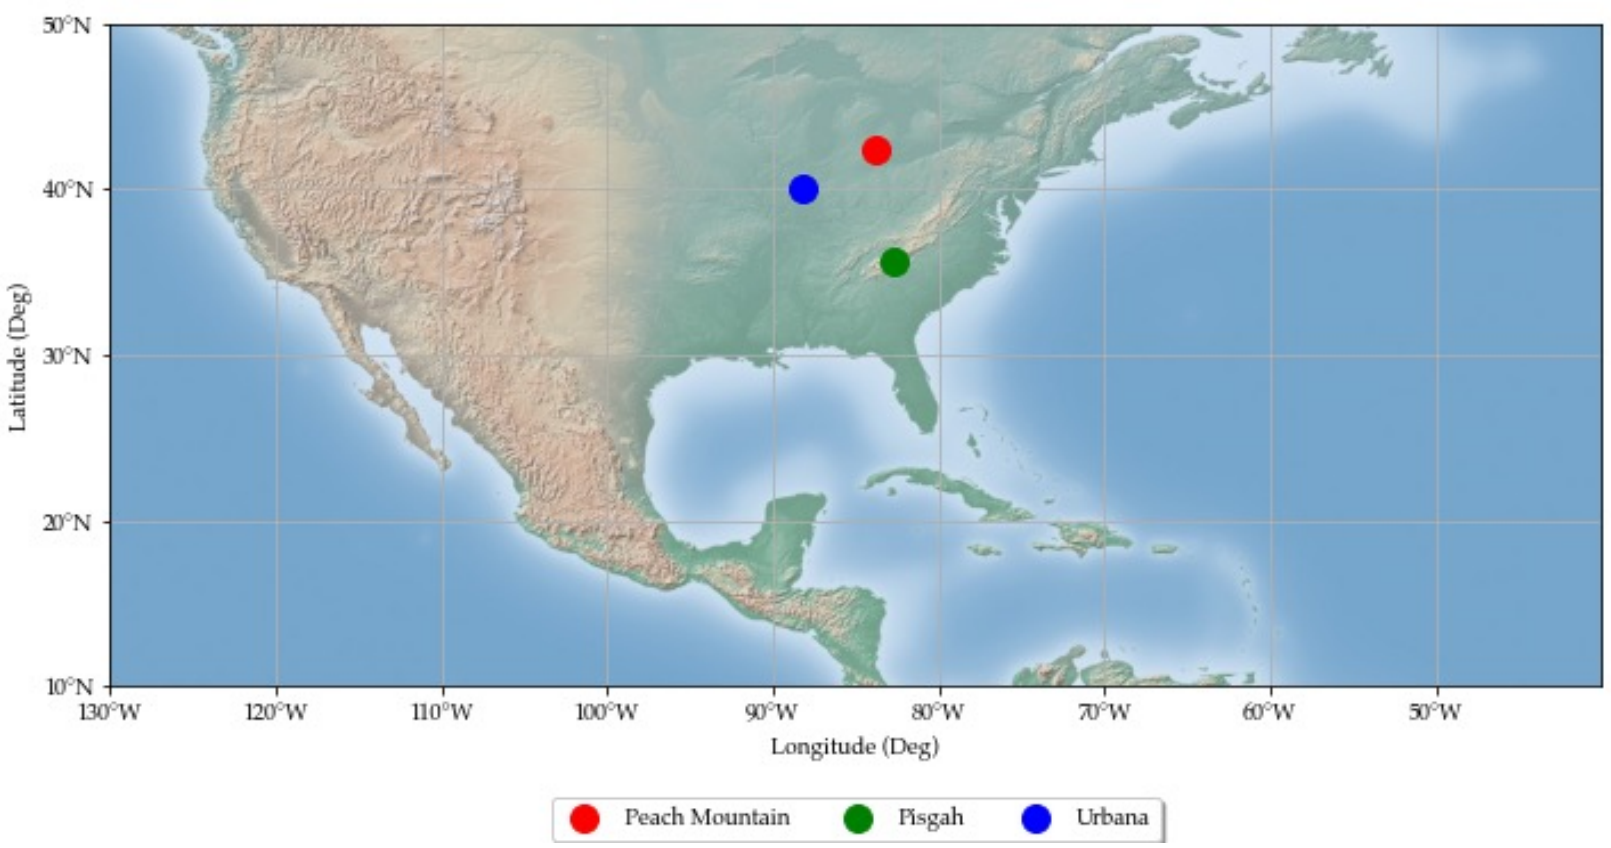 50°N
40°N
30°N
20°N
10°N
Latitude (Deg)
130°W 120°W 110°W 100°W 90°W 80°W 70°W 60°W 50°W
Longitude (Deg)
Peach Mountain Pisgah Urbana